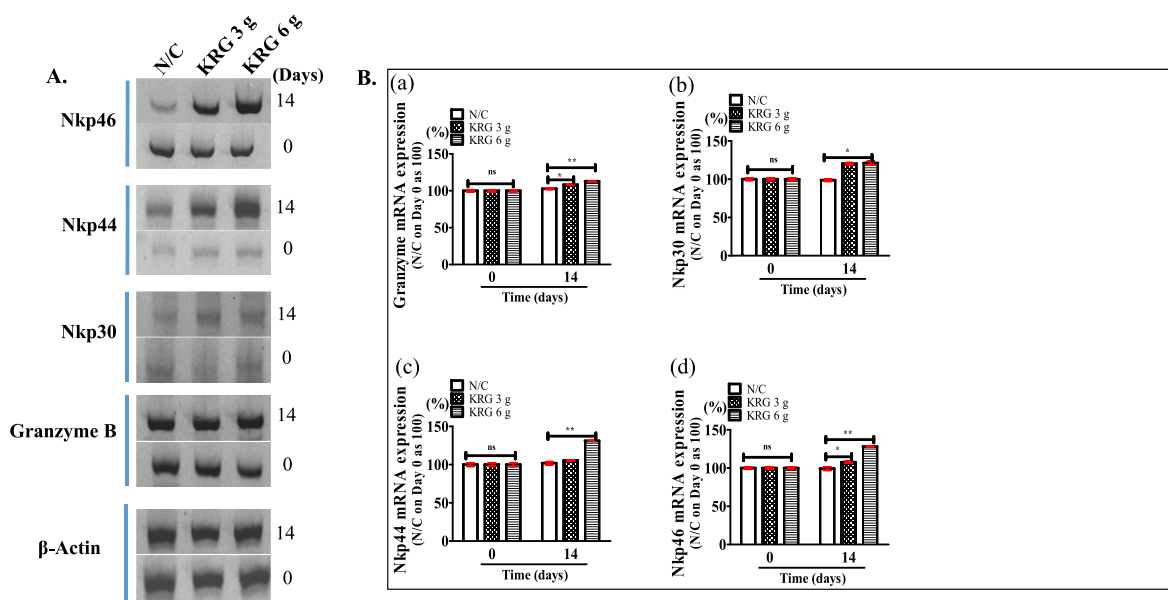 A.
N/C KRG 3 g KRG 6 g (Days)
Nkp46
14
0
Nkp44
14
0
Nkp30
14
0
Granzyme B
14
0
β-Actin
14
0
B.
(a)
N/C
KRG 3 g
KRG 6 g
(%)
Granzyme mRNA expression
(N/C on Day 0 as 100)
150
100
50
0
ns
*
**
0 14
Time (days)
(b)
N/C
KRG 3 g
KRG 6 g
(%)
Nkp30 mRNA expression
(N/C on Day 0 as 100)
150
100
50
0
ns
*
0 14
Time (days)
(c)
N/C
KRG 3 g
KRG 6 g
(%)
Nkp44 mRNA expression
(N/C on Day 0 as 100)
150
100
50
0
ns
**
0 14
Time (days)
(d)
N/C
KRG 3 g
KRG 6 g
(%)
Nkp46 mRNA expression
(N/C on Day 0 as 100)
150
100
50
0
ns
*
**
0 14
Time (days)